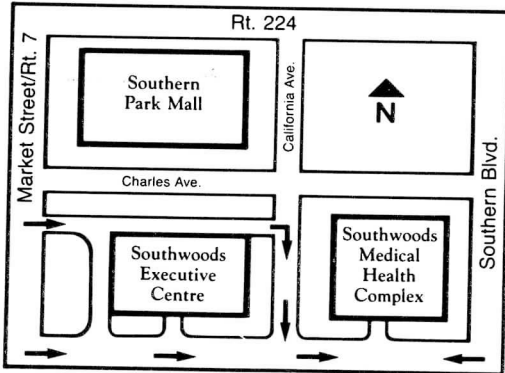 Rt. 224
Market Street/Rt. 7
Southern
Park Mall
California Ave.
N
Southern Blvd.
Charles Ave.
Southwoods
Executive
Centre
Southwoods
Medical
Health
Complex